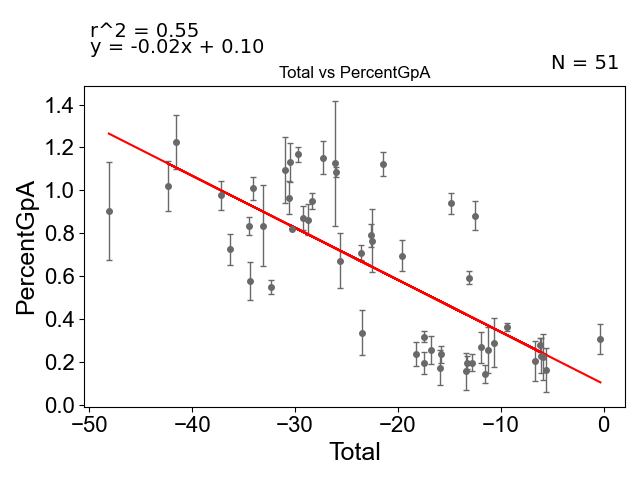 r^2 = 0.55
y = -0.02x + 0.10
N = 51
Total vs PercentGpA
PercentGpA
1.4
1.2
1.0
0.8
0.6
0.4
0.2
0.0
−50
−40
−30
−20
−10
0
Total